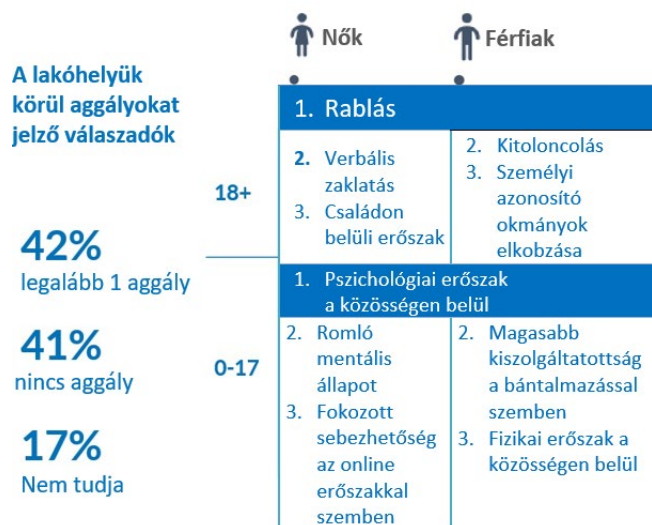 Nők
Férfiak
A lakóhelyük
körül aggályokat
jelző válaszadók
42%
legalább 1 aggály
41%
nincs aggály
17%
Nem tudja
18+
1. Rablás
2. Verbális
zaklatás
3. Családon
belüli erőszak
2. Kitoloncolás
3. Személyi
azonosító
okmányok
elkobzása
0-17
1. Pszichológiai erőszak
a közösségen belül
2. Romló
mentális
állapot
3. Fokozott
sebezhetőség
az online
erőszakkal
szemben
2. Magasabb
kiszolgáltatottság
a bántalmazással
szemben
3. Fizikai erőszak a
közösségen belül